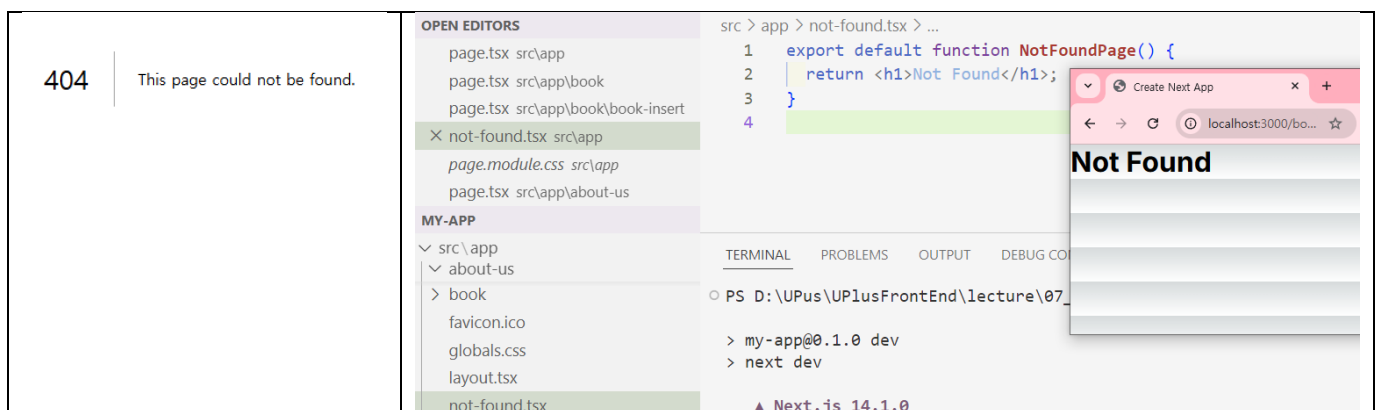 404
This page could not be found.
OPEN EDITORS
page.tsx src\app
page.tsx src\app\book
page.tsx src\app\book\book-insert
not-found.tsx src\app
page.module.css src\app
page.tsx src\app\about-us
MY-APP
src \ app
about-us
book
favicon.ico
globals.css
layout.tsx
not-found.tsx
src > app > not-found.tsx > ...
1 export default function NotFoundPage() {
2 return <h1>Not Found</h1>;
3 }
4
Create Next App
localhost:3000/bo...
Not Found
TERMINAL PROBLEMS OUTPUT DEBUG CO
PS D:\UPus\UPlusFrontEnd\lecture\07_
> my-app@0.1.0 dev
> next dev
▲ Next.js 14.1.0